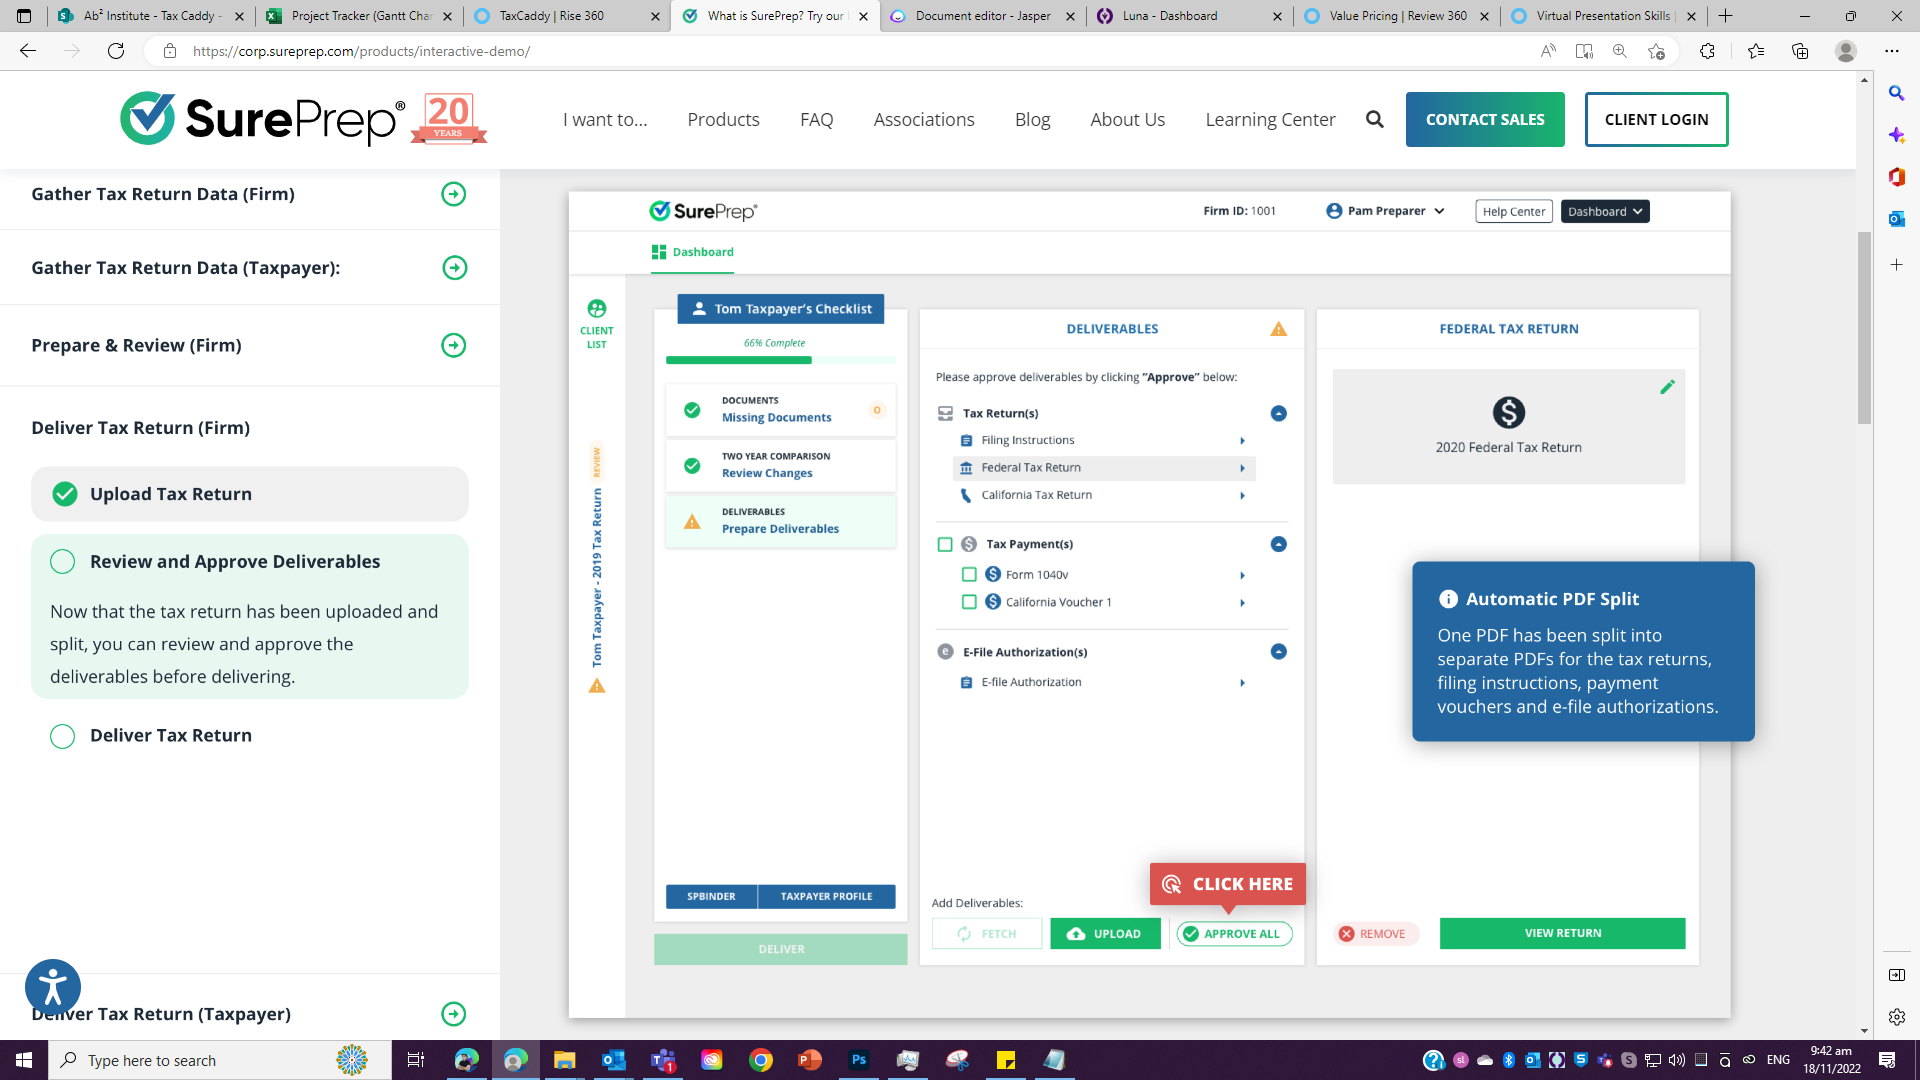 Ab² Institute - Tax Caddy -
Project Tracker (Gantt Char
TaxCaddy | Rise 360
What is SurePrep? Try our
Document editor - Jasper
Luna - Dashboard
Value Pricing | Review 360
Virtual Presentation Skills
https://corp.sureprep.com/products/interactive-demo/
SurePrep®
20
YEARS
I want to...
Products
FAQ
Associations
Blog
About Us
Learning Center
CONTACT SALES
CLIENT LOGIN
Gather Tax Return Data (Firm)
Gather Tax Return Data (Taxpayer):
Prepare & Review (Firm)
Deliver Tax Return (Firm)
Upload Tax Return
Review and Approve Deliverables
Now that the tax return has been uploaded and
split, you can review and approve the
deliverables before delivering.
Deliver Tax Return
Deliver Tax Return (Taxpayer)
SurePrep
Firm ID: 1001
Pam Preparer
Help Center
Dashboard
Dashboard
CLIENT
LIST
Tom Taxpayer - 2019 Tax Return
REVIEW
Tom Taxpayer's Checklist
66% Complete
DOCUMENTS
Missing Documents
0
TWO YEAR COMPARISON
Review Changes
DELIVERABLES
Prepare Deliverables
SPBINDER
TAXPAYER PROFILE
DELIVER
DELIVERABLES
Please approve deliverables by clicking "Approve" below:
Tax Return(s)
Filing Instructions
Federal Tax Return
California Tax Return
Tax Payment(s)
Form 1040v
California Voucher 1
E-File Authorization(s)
E-file Authorization
CLICK HERE
Add Deliverables:
FETCH
UPLOAD
APPROVE ALL
FEDERAL TAX RETURN
2020 Federal Tax Return
Automatic PDF Split
One PDF has been split into
separate PDFs for the tax returns,
filing instructions, payment
vouchers and e-file authorizations.
REMOVE
VIEW RETURN
Type here to search
ENG
9:42 am
18/11/2022